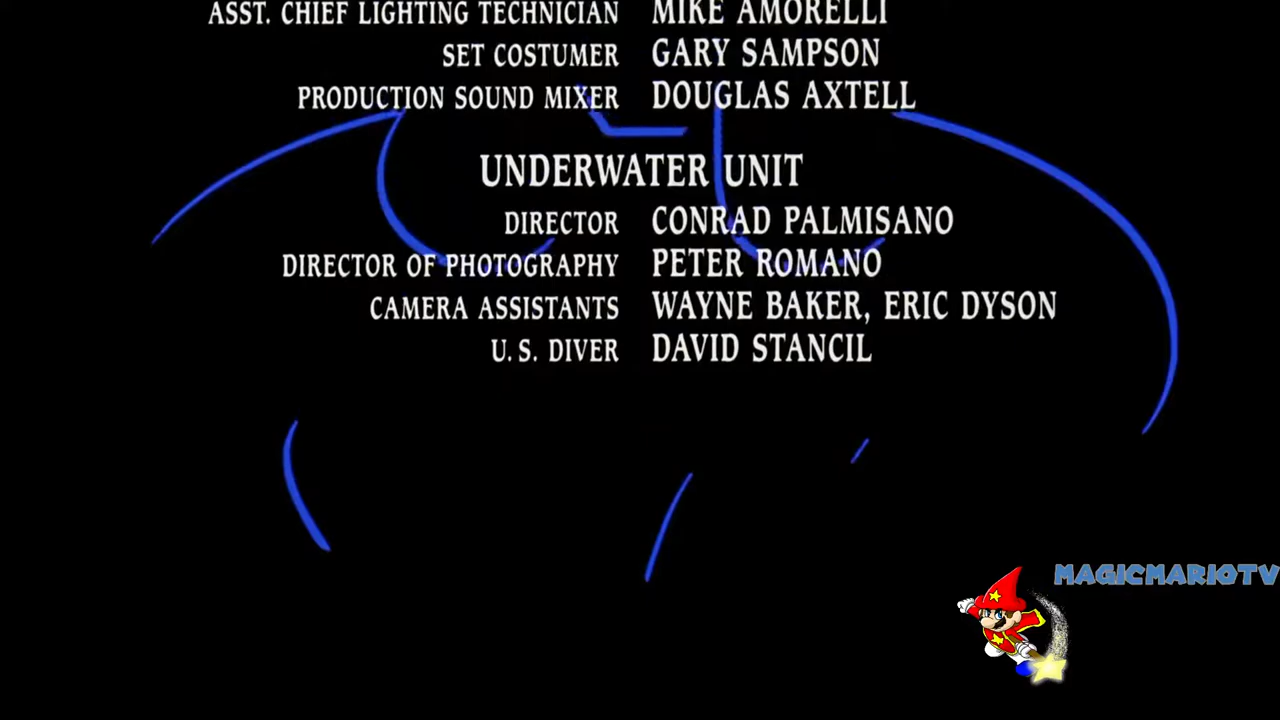 ASST. CHIEF LIGHTING TECHNICIAN MIKE AMORELLI
SET COSTUMER GARY SAMPSON
PRODUCTION SOUND MIXER DOUGLAS AXTELL
UNDERWATER UNIT
DIRECTOR CONRAD PALMISANO
DIRECTOR OF PHOTOGRAPHY PETER ROMANO
CAMERA ASSISTANTS WAYNE BAKER, ERIC DYSON
U. S. DIVER DAVID STANCIL
MAGICMARIOTV